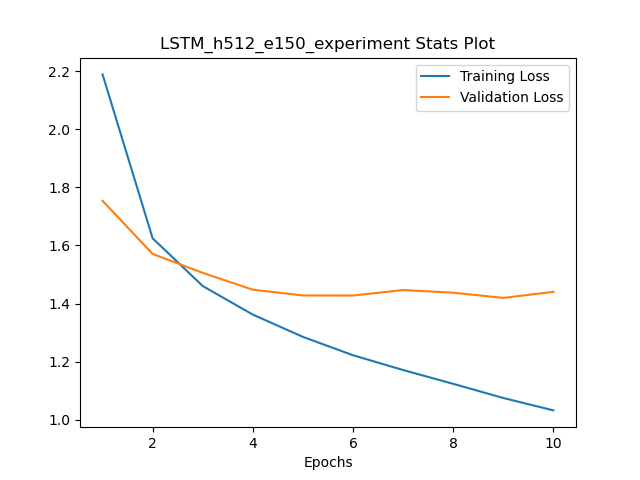 LSTM_h512_e150_experiment Stats Plot
Training Loss
Validation Loss
2.2
2.0
1.8
1.6
1.4
1.2
1.0
2 4 6 8 10
Epochs